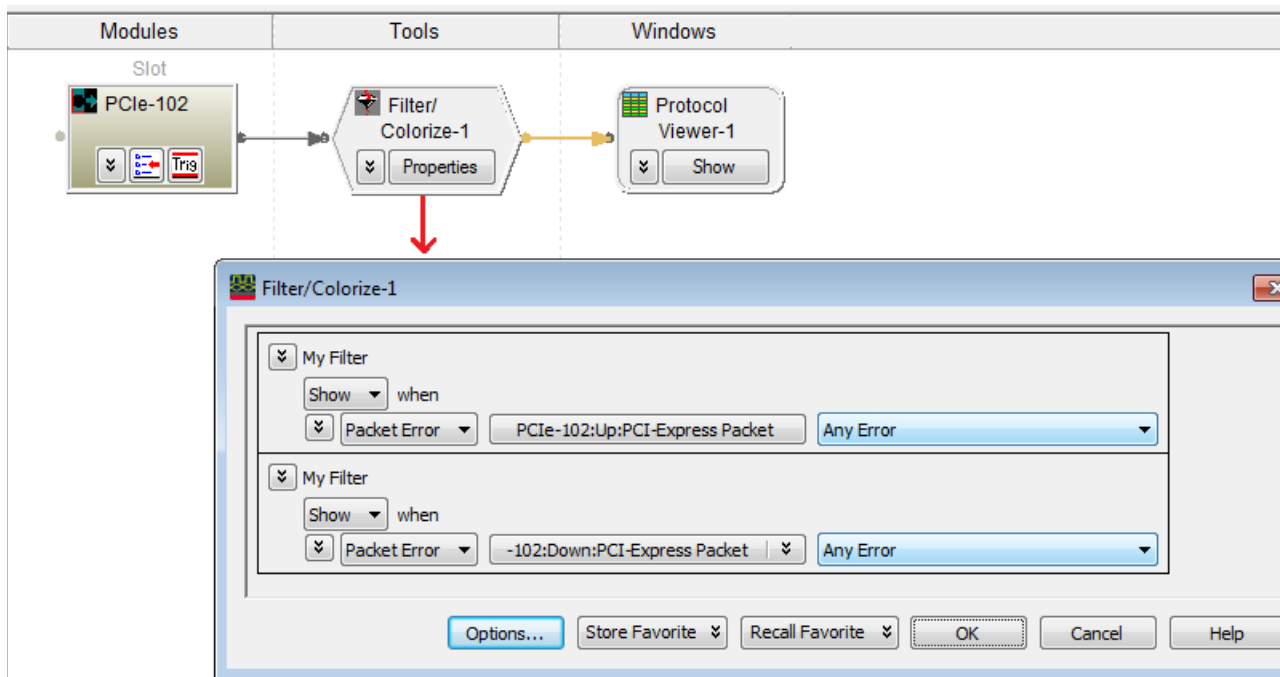 Modules Tools Windows
Slot
PCIe-102
Trig
Filter/
Colorize-1
Properties
Protocol
Viewer-1
Show
Filter/Colorize-1
My Filter
Show when
Packet Error PCIe-102:Up:PCI-Express Packet Any Error
My Filter
Show when
Packet Error -102:Down:PCI-Express Packet Any Error
Options... Store Favorite Recall Favorite OK Cancel Help